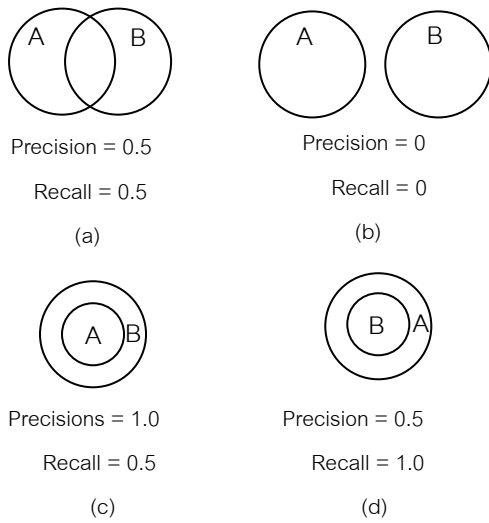 A B
Precision = 0.5
Recall = 0.5
(a)
A B
Precision = 0
Recall = 0
(b)
A B
Precisions = 1.0
Recall = 0.5
(c)
B A
Precision = 0.5
Recall = 1.0
(d)